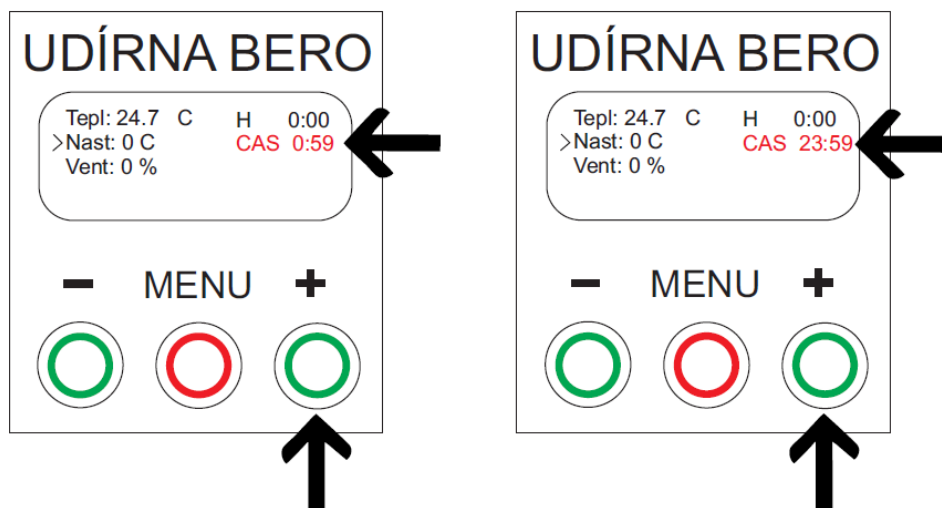 UDÍRNA BERO
Tepl: 24.7 C H 0:00
>Nast: 0 C CAS 0:59
Vent: 0 %
− MENU +
UDÍRNA BERO
Tepl: 24.7 C H 0:00
>Nast: 0 C CAS 23:59
Vent: 0 %
− MENU +